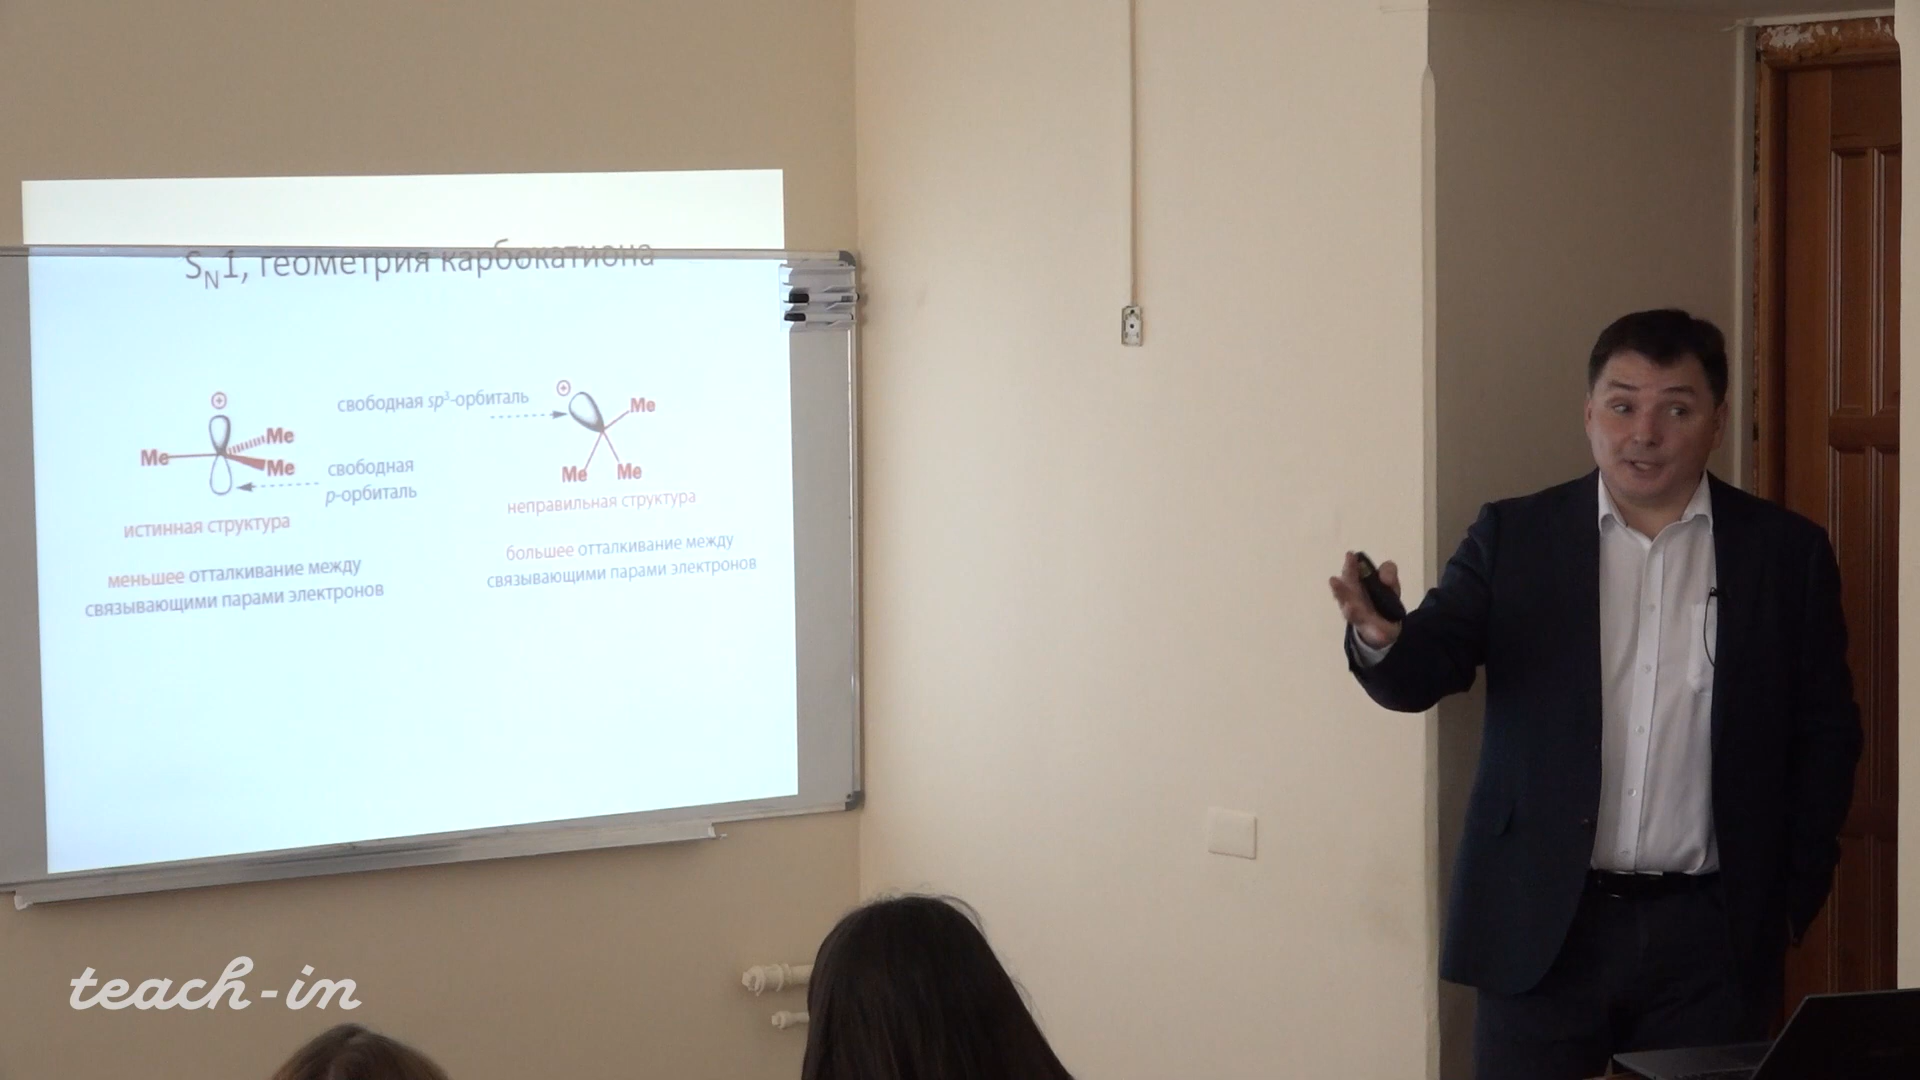 S_N1, геометрия карбокатиона
свободная sp³-орбиталь
Me
Me
Me
свободная
p-орбиталь
истинная структура
меньшее отталкивание между
связывающими парами электронов
Me
Me
Me
неправильная структура
большее отталкивание между
связывающими парами электронов
teach-in